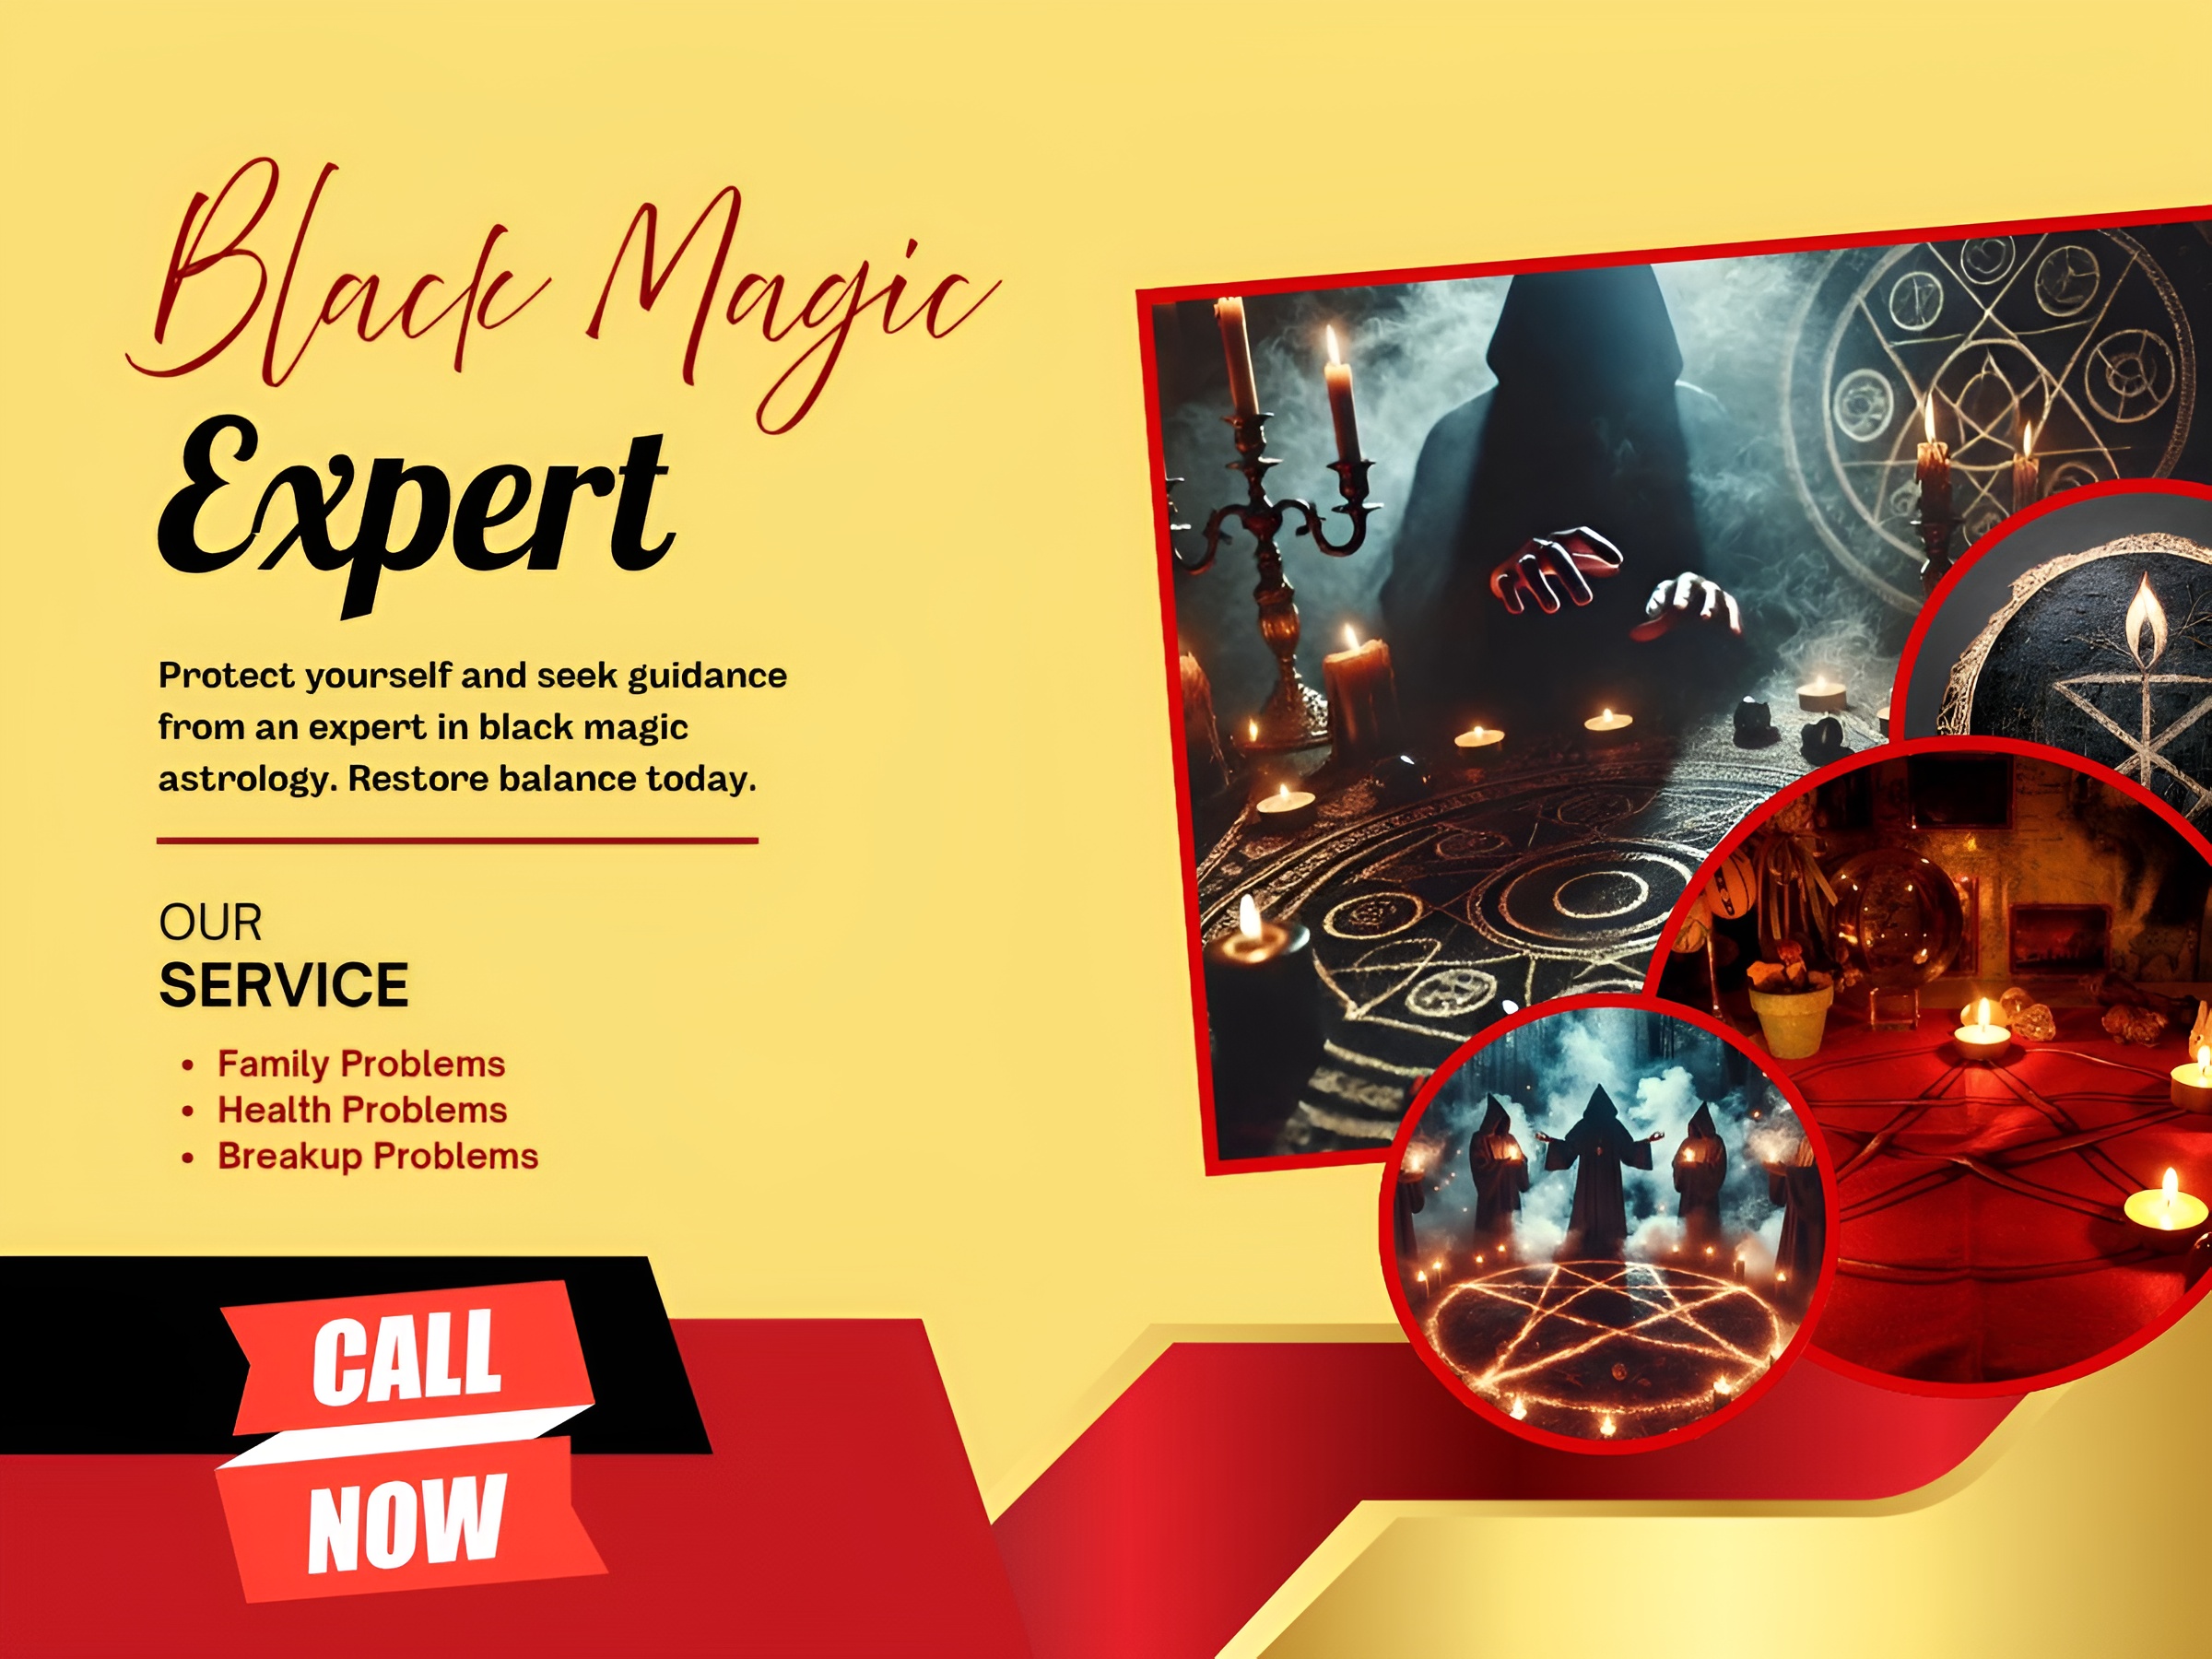 Black Magic
Expert
Protect yourself and seek guidance
from an expert in black magic
astrology. Restore balance today.
OUR
SERVICE
• Family Problems
• Health Problems
• Breakup Problems
CALL
NOW